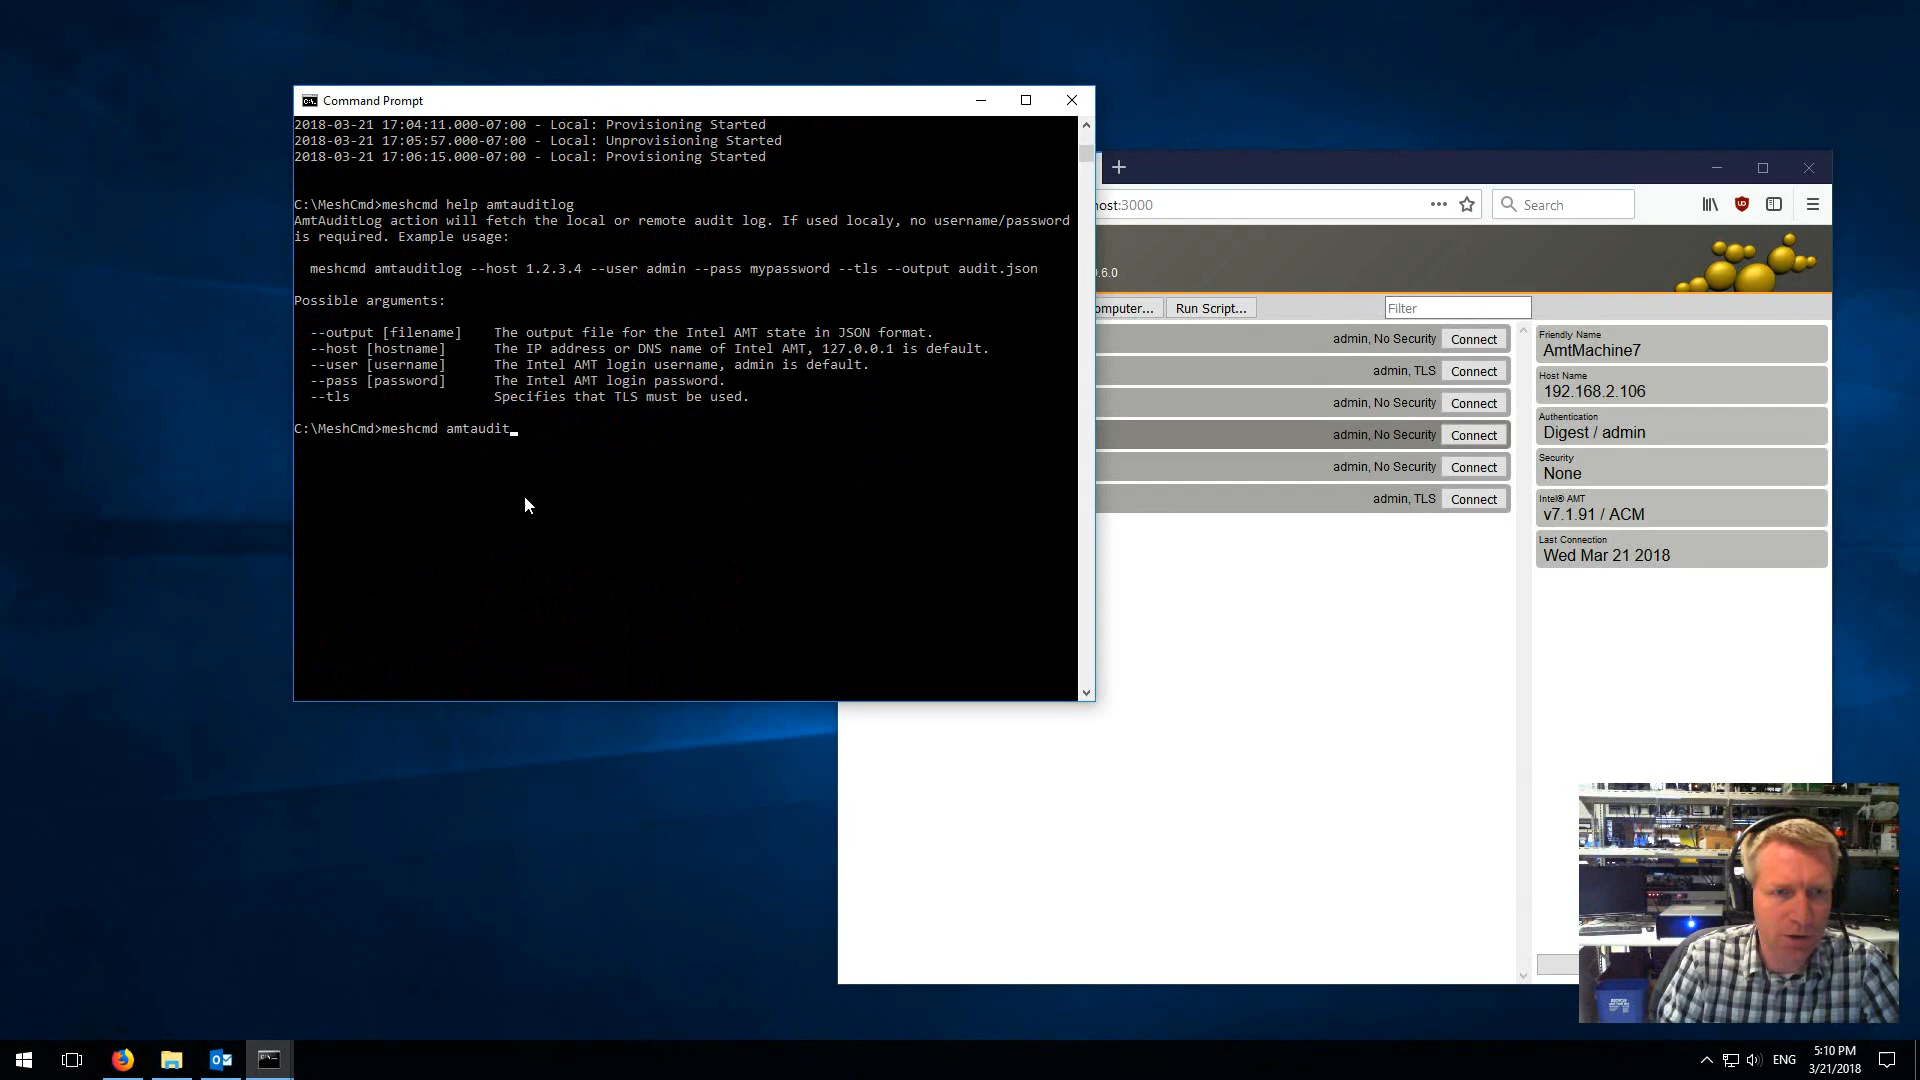 Command Prompt
2018-03-21 17:04:11.000-07:00 - Local: Provisioning Started
2018-03-21 17:05:57.000-07:00 - Local: Unprovisioning Started
2018-03-21 17:06:15.000-07:00 - Local: Provisioning Started
C:\MeshCmd>meshcmd help amtauditlog
AmtAuditLog action will fetch the local or remote audit log. If used localy, no username/password
is required. Example usage:
meshcmd amtauditlog --host 1.2.3.4 --user admin --pass mypassword --tls --output audit.json
Possible arguments:
--output [filename] The output file for the Intel AMT state in JSON format.
--host [hostname] The IP address or DNS name of Intel AMT, 127.0.0.1 is default.
--user [username] The Intel AMT login username, admin is default.
--pass [password] The Intel AMT login password.
--tls Specifies that TLS must be used.
C:\MeshCmd>meshcmd amtaudit_
ost:3000
Search
.6.0
omputer... Run Script... Filter
admin, No Security Connect
admin, TLS Connect
admin, No Security Connect
admin, No Security Connect
admin, No Security Connect
admin, TLS Connect
Friendly Name
AmtMachine7
Host Name
192.168.2.106
Authentication
Digest / admin
Security
None
Intel® AMT
v7.1.91 / ACM
Last Connection
Wed Mar 21 2018
ENG
5:10 PM
3/21/2018